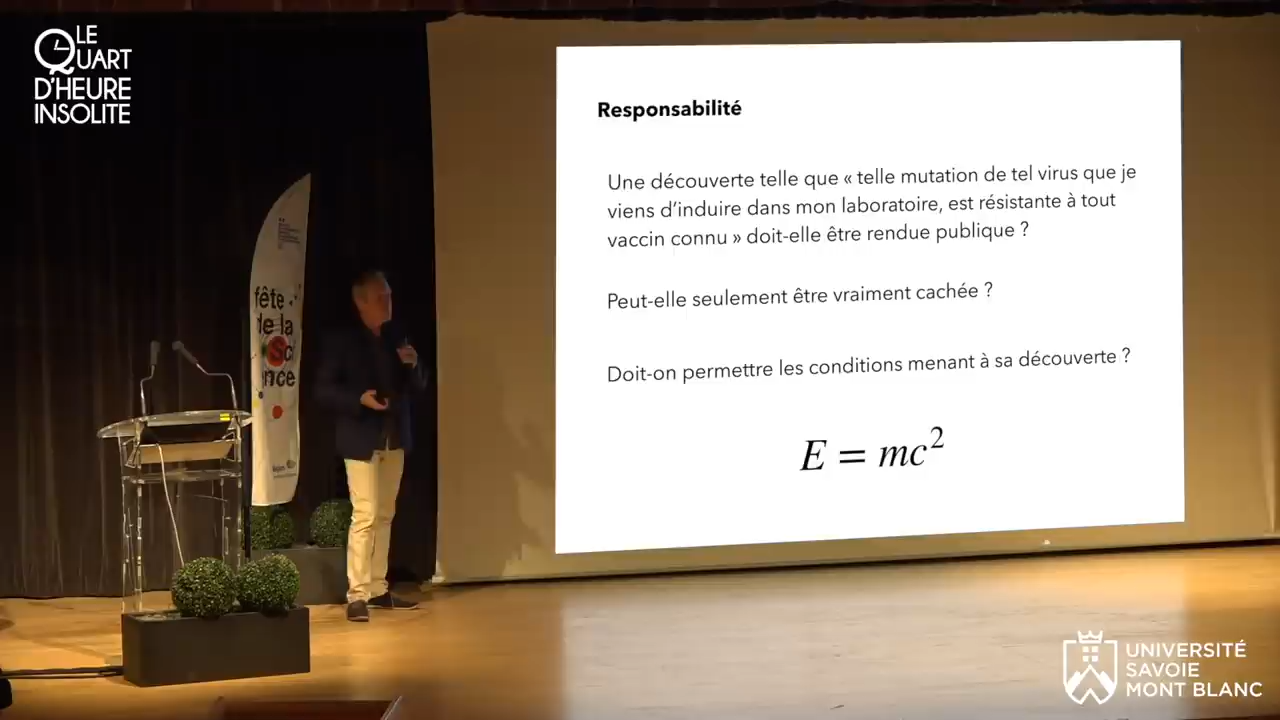 LE
QUART
D'HEURE
INSOLITE
fête
de la
Sc
ence
Responsabilité
Une découverte telle que « telle mutation de tel virus que je
viens d'induire dans mon laboratoire, est résistante à tout
vaccin connu » doit-elle être rendue publique ?
Peut-elle seulement être vraiment cachée ?
Doit-on permettre les conditions menant à sa découverte ?
E = mc²
UNIVERSITÉ
SAVOIE
MONT BLANC